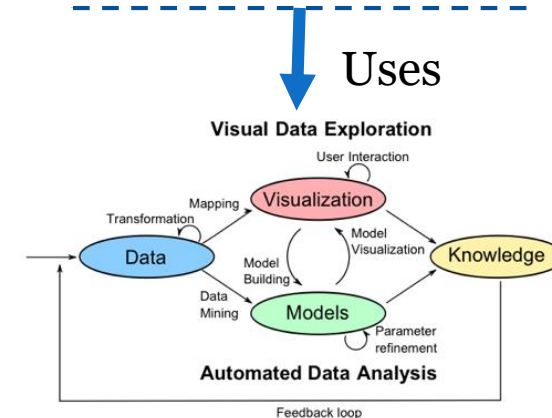 Uses
Visual Data Exploration
User Interaction
Mapping
Visualization
Transformation
Data
Model
Building
Model
Visualization
Knowledge
Data
Mining
Models
Parameter
refinement
Automated Data Analysis
Feedback loop